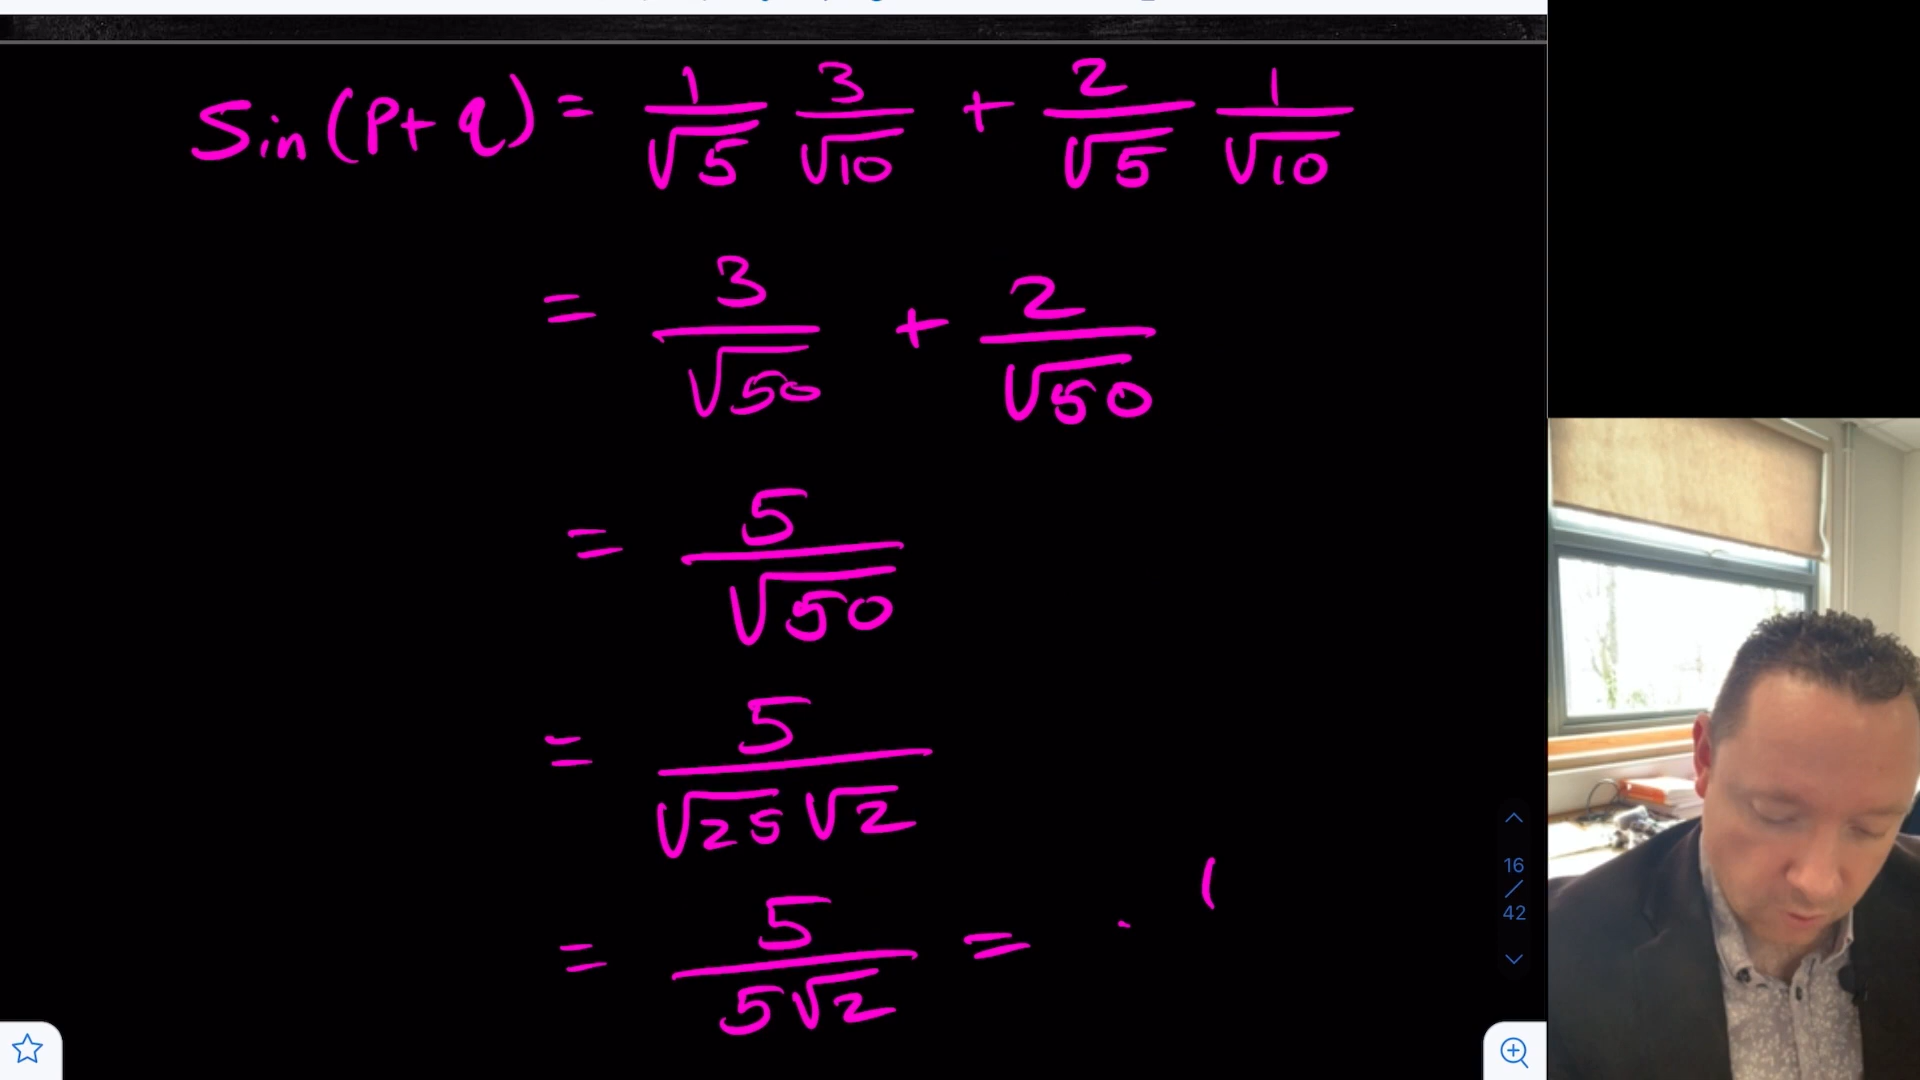 Sin(P+q) = 1/√5 3/√10 + 2/√5 1/√10
= 3/√50 + 2/√50
= 5/√50
= 5/√25 √2
= 5/5√2 =
16
/
42